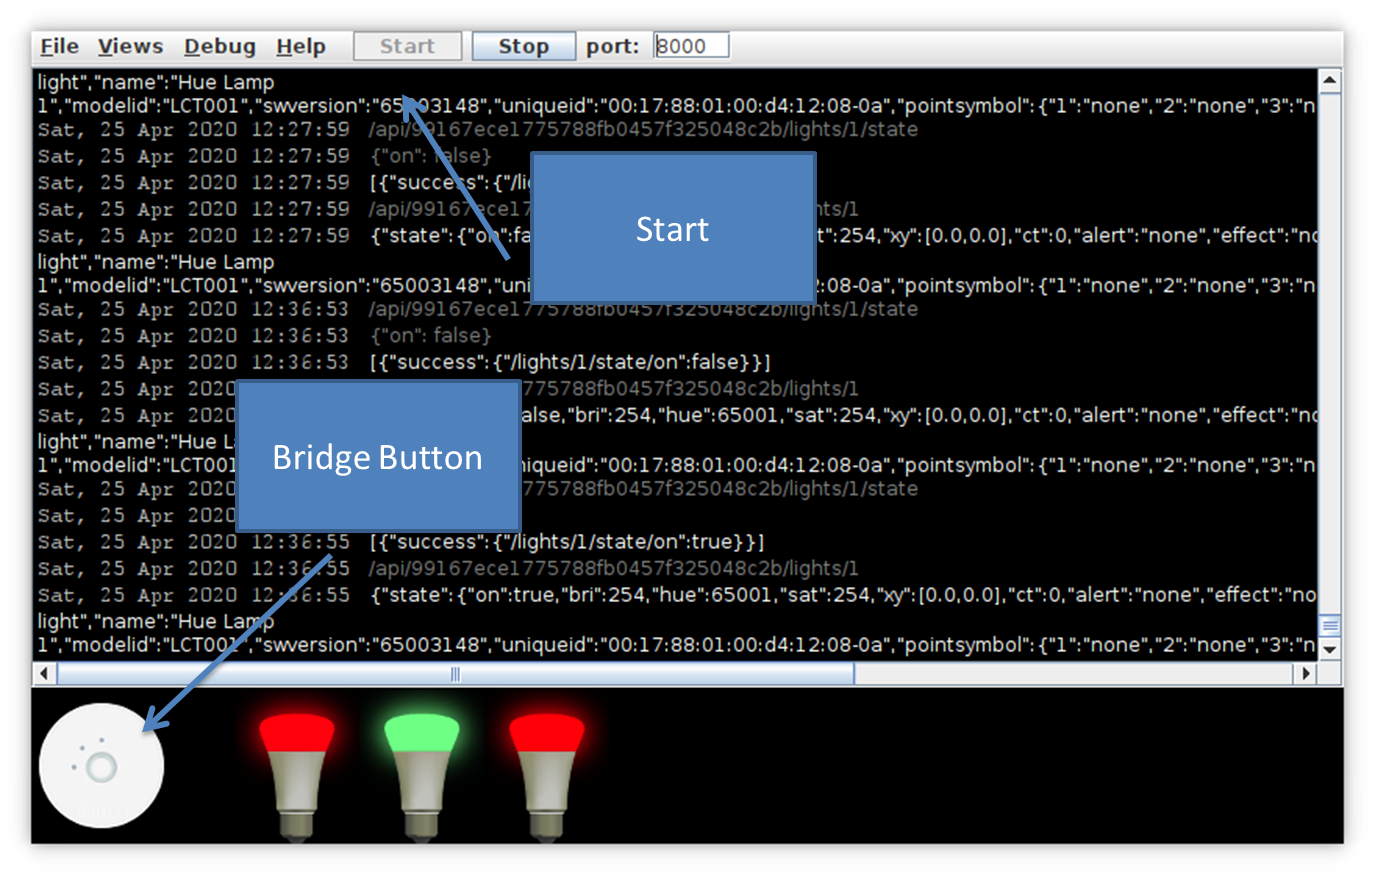 File Views Debug Help Start Stop port: 8000
light","name":"Hue Lamp
1","modelid":"LCT001","swversion":"65003148","uniqueid":"00:17:88:01:00:d4:12:08-0a","pointsymbol":{"1":"none","2":"none","3":"n
Sat, 25 Apr 2020 12:27:59 /api/99167ece1775788fb0457f325048c2b/lights/1/state
Sat, 25 Apr 2020 12:27:59 {"on": false}
Sat, 25 Apr 2020 12:27:59 [{"success":{"/li
Sat, 25 Apr 2020 12:27:59 /api/99167ece17 hts/1
Sat, 25 Apr 2020 12:27:59 {"state":{"on":fa t":254,"xy":[0.0,0.0],"ct":0,"alert":"none","effect":"no
Start
light","name":"Hue Lamp
1","modelid":"LCT001","swversion":"65003148","uni :08-0a","pointsymbol":{"1":"none","2":"none","3":"n
Sat, 25 Apr 2020 12:36:53 /api/99167ece1775788fb0457f325048c2b/lights/1/state
Sat, 25 Apr 2020 12:36:53 {"on": false}
Sat, 25 Apr 2020 12:36:53 [{"success":{"/lights/1/state/on":false}}]
Sat, 25 Apr 2020 775788fb0457f325048c2b/lights/1
Sat, 25 Apr 2020 alse,"bri":254,"hue":65001,"sat":254,"xy":[0.0,0.0],"ct":0,"alert":"none","effect":"no
light","name":"Hue L
Bridge Button
1","modelid":"LCT001 niqueid":"00:17:88:01:00:d4:12:08-0a","pointsymbol":{"1":"none","2":"none","3":"n
Sat, 25 Apr 2020 775788fb0457f325048c2b/lights/1/state
Sat, 25 Apr 2020
Sat, 25 Apr 2020 12:36:55 [{"success":{"/lights/1/state/on":true}}]
Sat, 25 Apr 2020 12:36:55 /api/99167ece1775788fb0457f325048c2b/lights/1
Sat, 25 Apr 2020 12:36:55 {"state":{"on":true,"bri":254,"hue":65001,"sat":254,"xy":[0.0,0.0],"ct":0,"alert":"none","effect":"no
light","name":"Hue Lamp
1","modelid":"LCT001","swversion":"65003148","uniqueid":"00:17:88:01:00:d4:12:08-0a","pointsymbol":{"1":"none","2":"none","3":"n